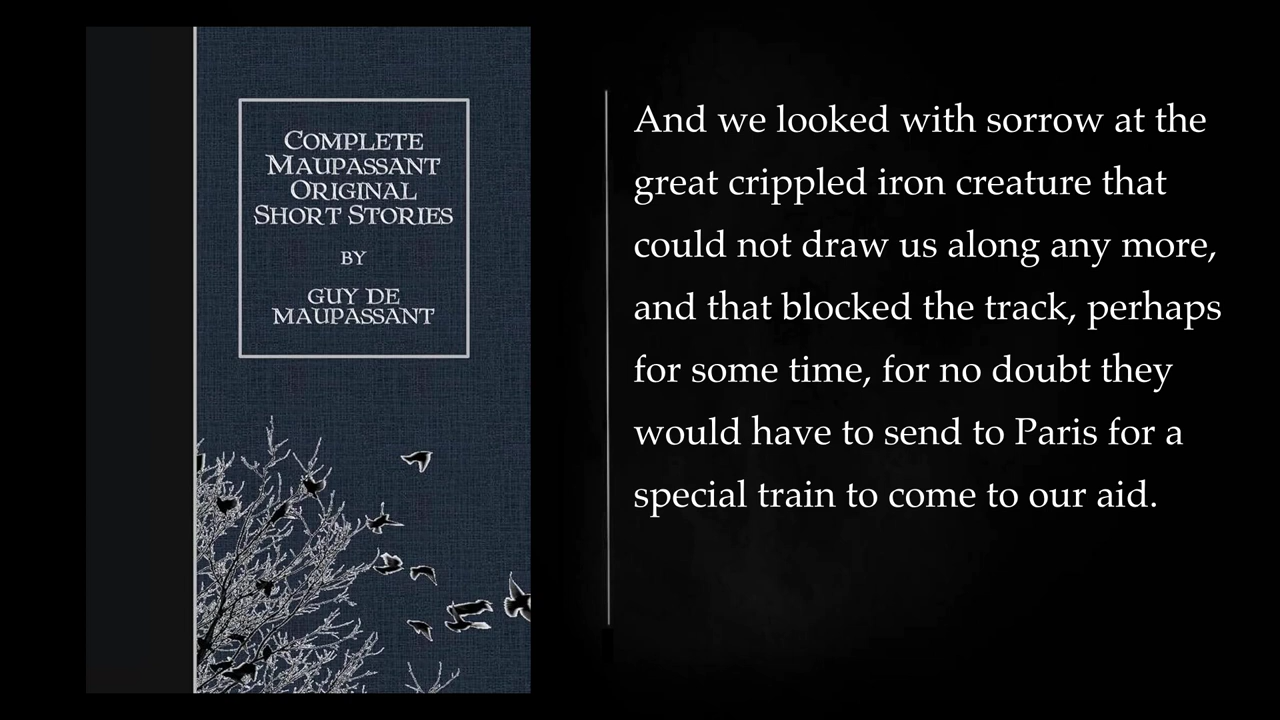 COMPLETE
MAUPASSANT
ORIGINAL
SHORT STORIES
BY
GUY DE
MAUPASSANT
And we looked with sorrow at the
great crippled iron creature that
could not draw us along any more,
and that blocked the track, perhaps
for some time, for no doubt they
would have to send to Paris for a
special train to come to our aid.